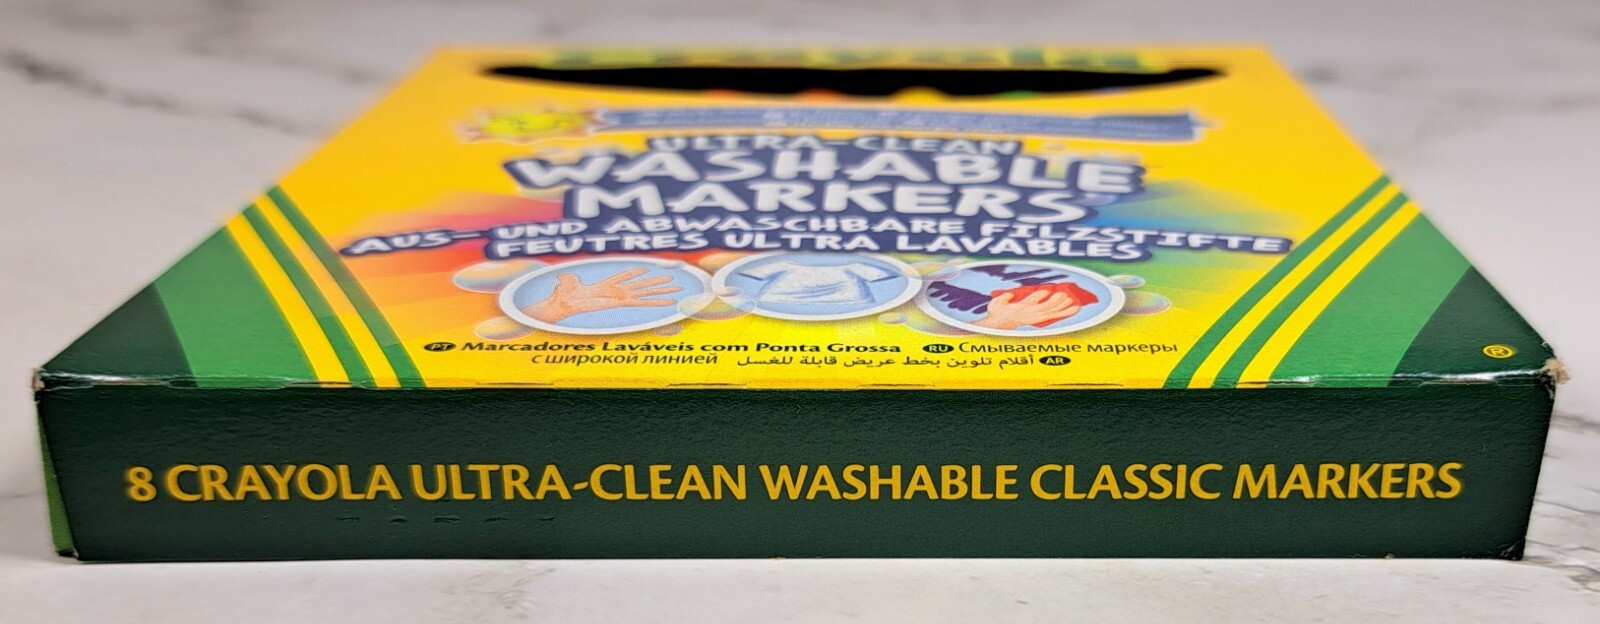 Crayola
ULTRA-CLEAN
WASHABLE
MARKERS
AUS- UND ABWASCHBARE FILZSTIFTE
FEUTRES ULTRA LAVABLES
PT Marcadores Laváveis com Ponta Grossa RU Смываемые маркеры
с широкой линией أقلام تلوين بخط عريض قابلة للغسل AR
®
8 CRAYOLA ULTRA-CLEAN WASHABLE CLASSIC MARKERS